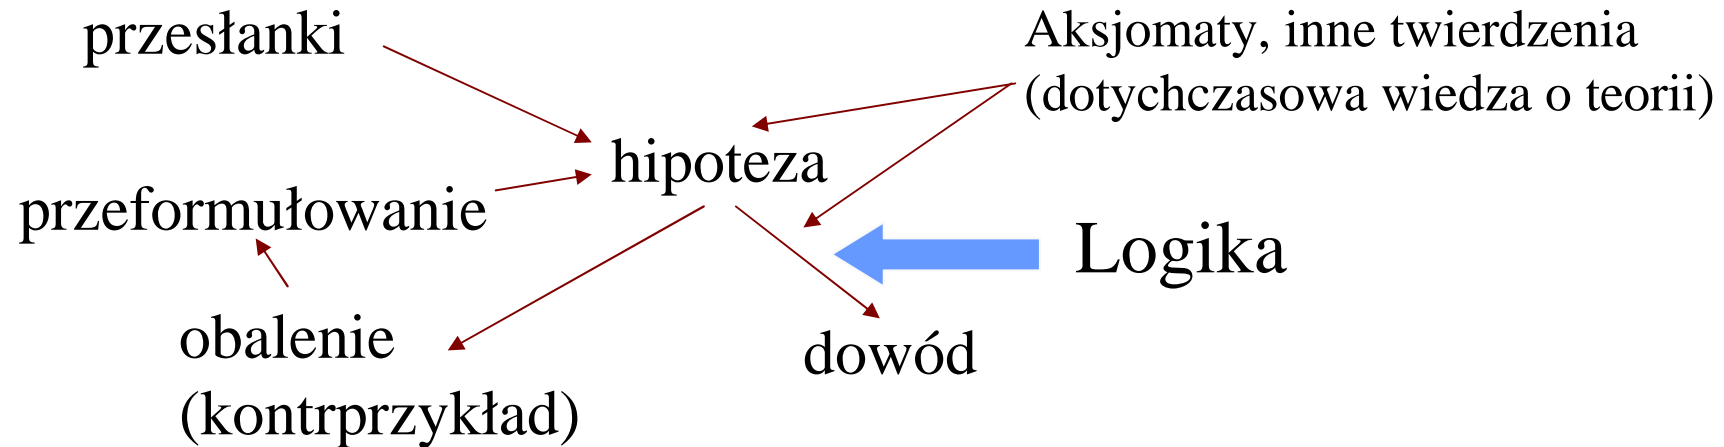 przesłanki
Aksjomaty, inne twierdzenia
(dotychczasowa wiedza o teorii)
hipoteza
przeformułowanie
Logika
obalenie
(kontrprzykład)
dowód